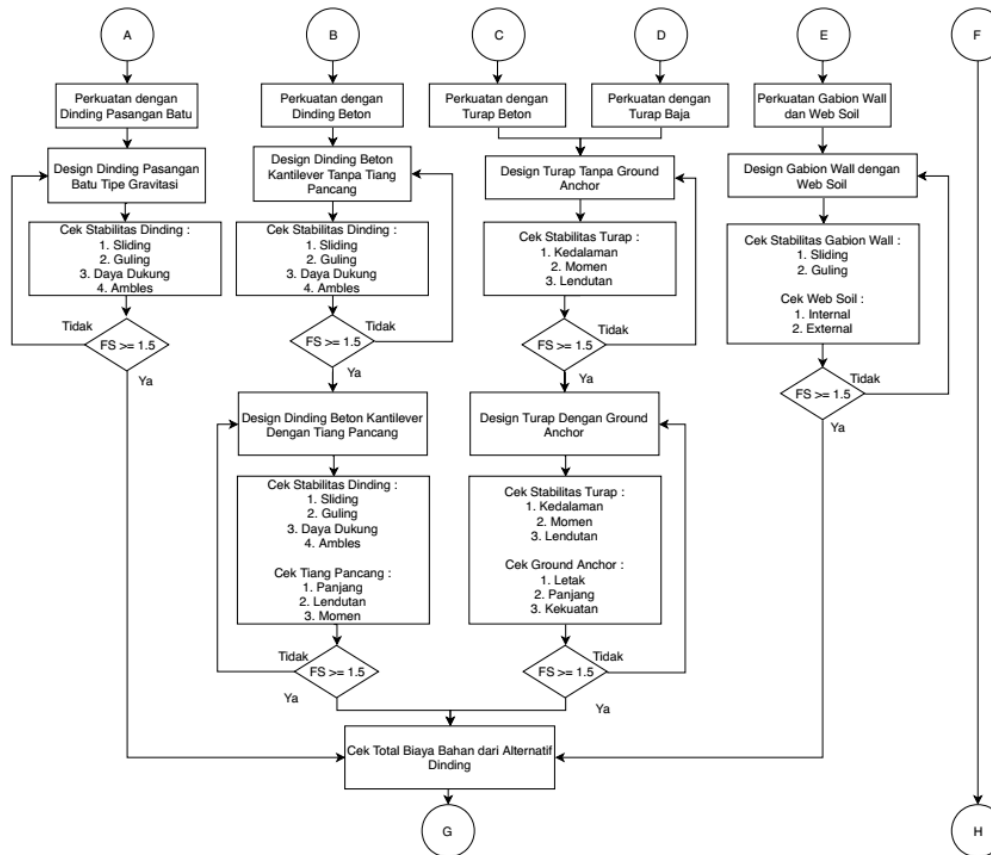 A
B
C
D
E
F
Perkuatan dengan
Dinding Pasangan Batu
Perkuatan dengan
Dinding Beton
Perkuatan dengan
Turap Beton
Perkuatan dengan
Turap Baja
Perkuatan Gabion Wall
dan Web Soil
Design Dinding Pasangan
Batu Tipe Gravitasi
Design Dinding Beton
Kantilever Tanpa Tiang
Pancang
Design Turap Tanpa Ground
Anchor
Design Gabion Wall dengan
Web Soil
Cek Stabilitas Dinding :
1. Sliding
2. Guling
3. Daya Dukung
4. Ambles
Cek Stabilitas Dinding :
1. Sliding
2. Guling
3. Daya Dukung
4. Ambles
Cek Stabilitas Turap :
1. Kedalaman
2. Momen
3. Lendutan
Cek Stabilitas Gabion Wall :
1. Sliding
2. Guling
Cek Web Soil :
1. Internal
2. External
Tidak
FS >= 1.5
Ya
Tidak
FS >= 1.5
Ya
Tidak
FS >= 1.5
Ya
Tidak
FS >= 1.5
Ya
Design Dinding Beton Kantilever
Dengan Tiang Pancang
Design Turap Dengan Ground
Anchor
Cek Stabilitas Dinding :
1. Sliding
2. Guling
3. Daya Dukung
4. Ambles
Cek Tiang Pancang :
1. Panjang
2. Lendutan
3. Momen
Cek Stabilitas Turap :
1. Kedalaman
2. Momen
3. Lendutan
Cek Ground Anchor :
1. Letak
2. Panjang
3. Kekuatan
Tidak
FS >= 1.5
Ya
Tidak
FS >= 1.5
Ya
Cek Total Biaya Bahan dari Alternatif
Dinding
G
H